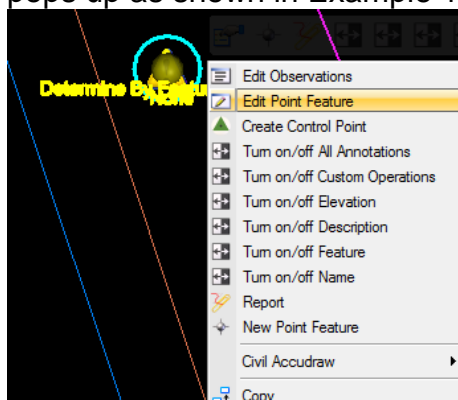 pops up as shown in Example
Determine By Featu
None
Edit Observations
Edit Point Feature
Create Control Point
Turn on/off All Annotations
Turn on/off Custom Operations
Turn on/off Elevation
Turn on/off Description
Turn on/off Feature
Turn on/off Name
Report
New Point Feature
Civil Accudraw
Copy